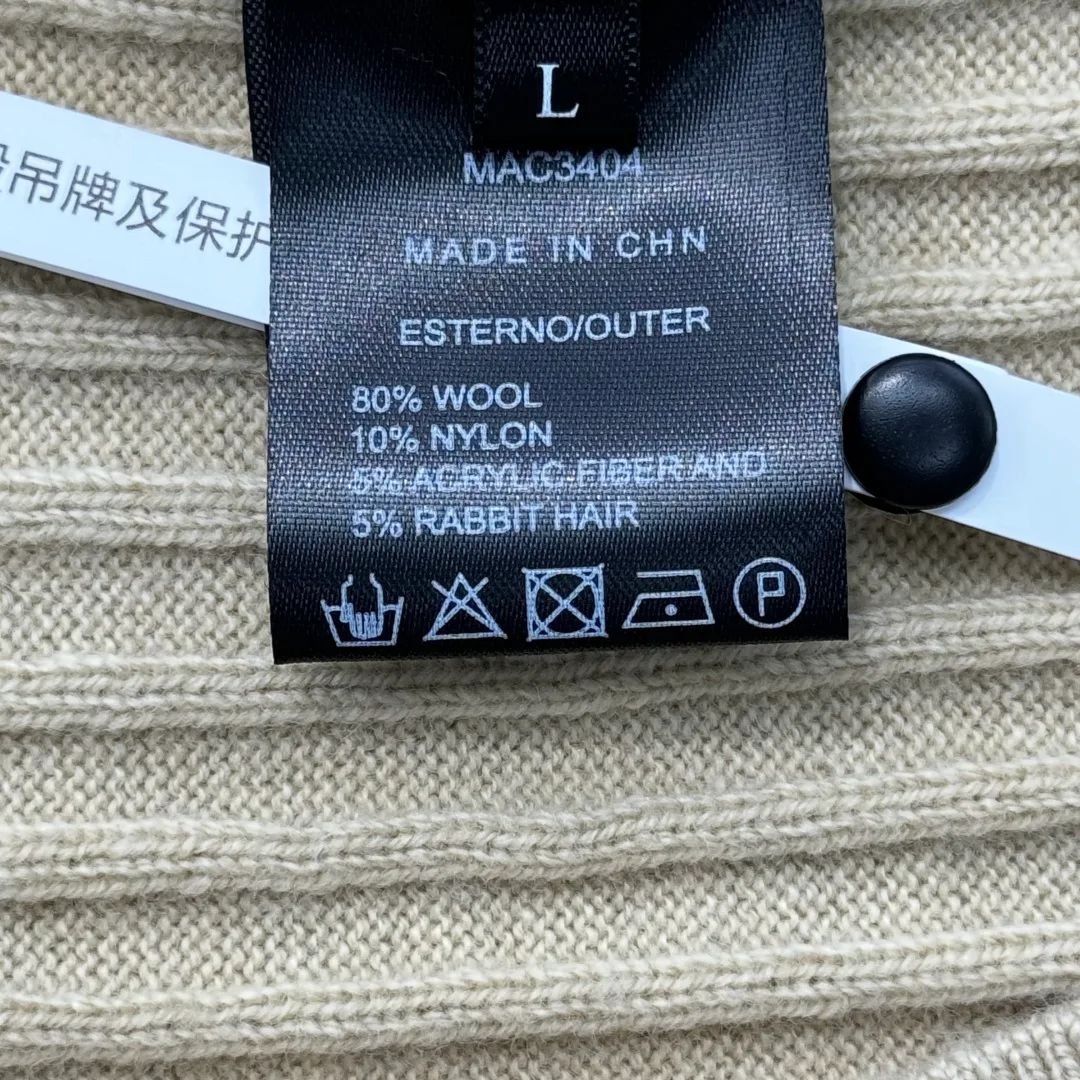 L
MAC3404
MADE IN CHN
吊牌及保护
ESTERNO/OUTER
80% WOOL
10% NYLON
5% ACRYLIC FIBER AND
5% RABBIT HAIR
P